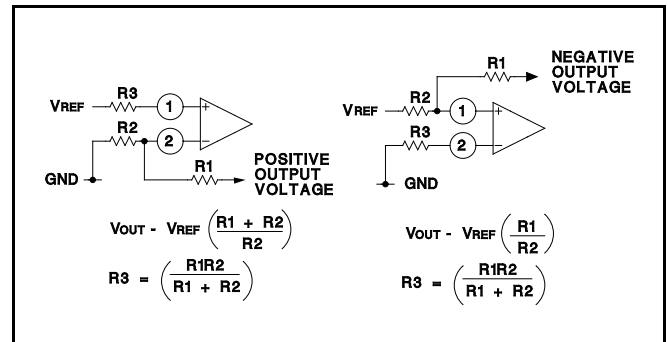 R3
VREF
1
+
R2
2
−
R1
GND
POSITIVE
OUTPUT
VOLTAGE
VOUT - VREF (R1 + R2 / R2)
R3 = (R1R2 / R1 + R2)
R1
NEGATIVE
OUTPUT
VOLTAGE
VREF
R2
1
+
R3
2
−
GND
VOUT - VREF (R1 / R2)
R3 = (R1R2 / R1 + R2)